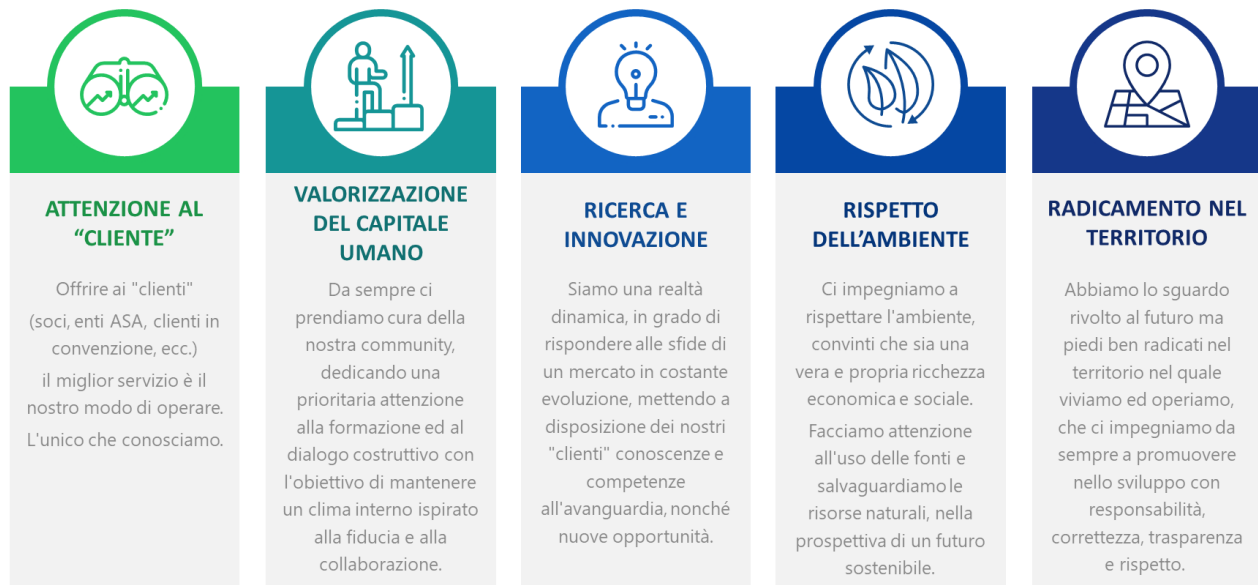 ATTENZIONE AL
“CLIENTE”
Offrire ai "clienti"
(soci, enti ASA, clienti in
convenzione, ecc.)
il miglior servizio è il
nostro modo di operare.
L'unico che conosciamo.
VALORIZZAZIONE
DEL CAPITALE
UMANO
Da sempre ci
prendiamo cura della
nostra community,
dedicando una
prioritaria attenzione
alla formazione ed al
dialogo costruttivo con
l'obiettivo di mantenere
un clima interno ispirato
alla fiducia e alla
collaborazione.
RICERCA E
INNOVAZIONE
Siamo una realtà
dinamica, in grado di
rispondere alle sfide di
un mercato in costante
evoluzione, mettendo a
disposizione dei nostri
"clienti" conoscenze e
competenze
all'avanguardia, nonché
nuove opportunità.
RISPETTO
DELL’AMBIENTE
Ci impegniamo a
rispettare l'ambiente,
convinti che sia una
vera e propria ricchezza
economica e sociale.
Facciamo attenzione
all'uso delle fonti e
salvaguardiamo le
risorse naturali, nella
prospettiva di un futuro
sostenibile.
RADICAMENTO NEL
TERRITORIO
Abbiamo lo sguardo
rivolto al futuro ma
piedi ben radicati nel
territorio nel quale
viviamo ed operiamo,
che ci impegniamo da
sempre a promuovere
nello sviluppo con
responsabilità,
correttezza, trasparenza
e rispetto.